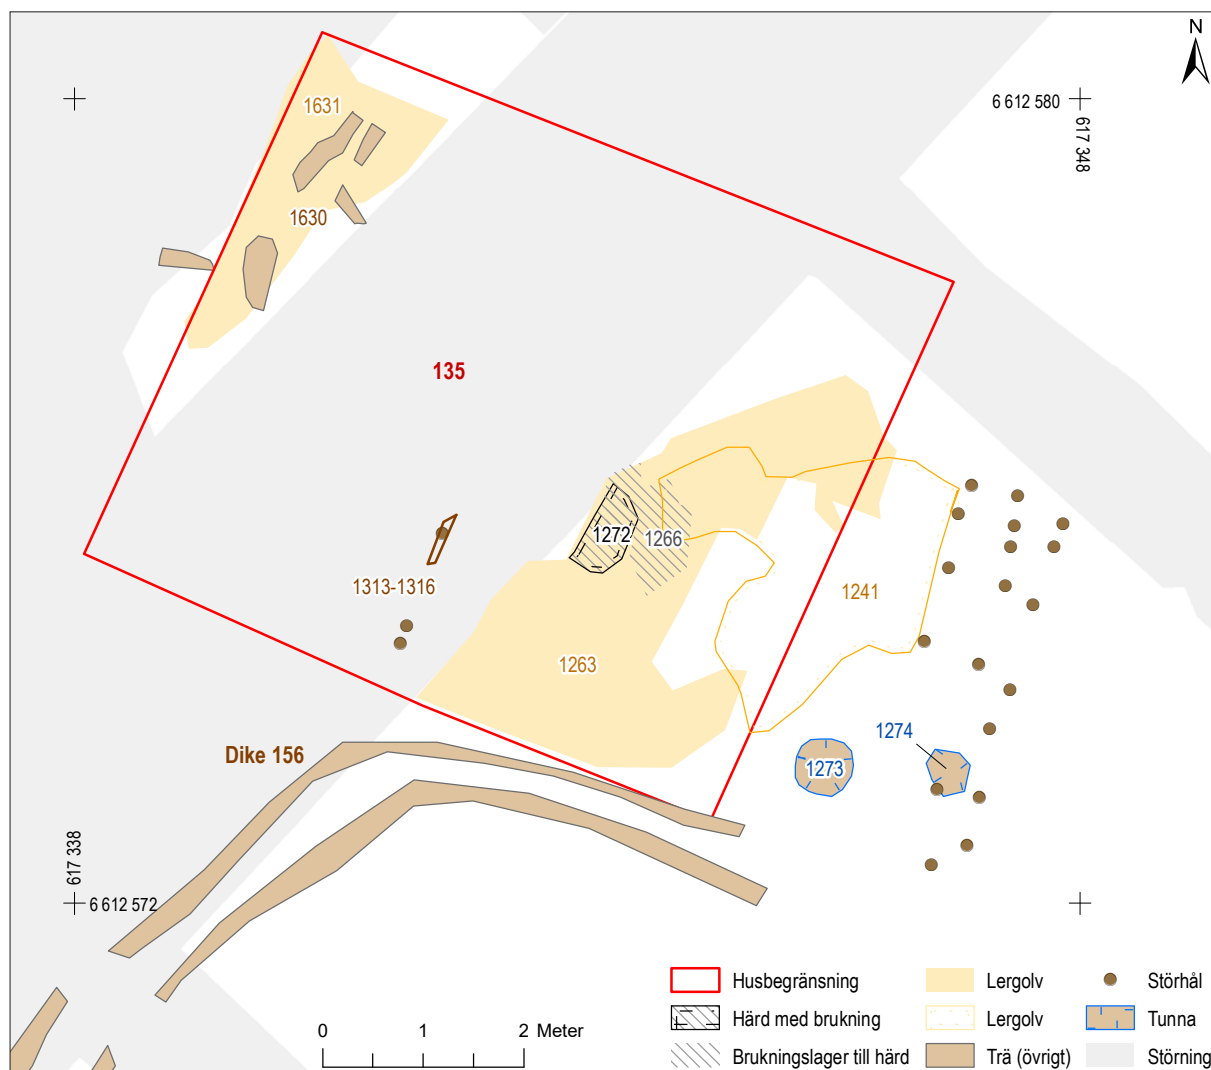 N
6 612 580
617 348
1631
1630
135
1272
1266
1313-1316
1241
1263
1274
Dike 156
1273
617 338
6 612 572
Husbegränsning
Lergolv
Störhål
Härd med brukning
Lergolv
Tunna
0 1 2 Meter
Brukningslager till härd
Trä (övrigt)
Störning